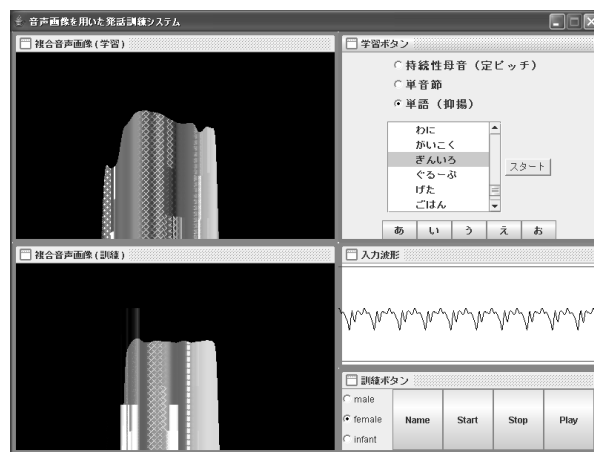 音声画像を用いた発話訓練システム
複合音声画像(学習)
学習ボタン
持続性母音（定ピッチ）
単音節
単語（抑揚）
わに
がいこく
ぎんいろ
ぐるーぷ
げた
ごはん
スタート
あ い う え お
複合音声画像(訓練)
入力波形
訓練ボタン
male
female
infant
Name Start Stop Play